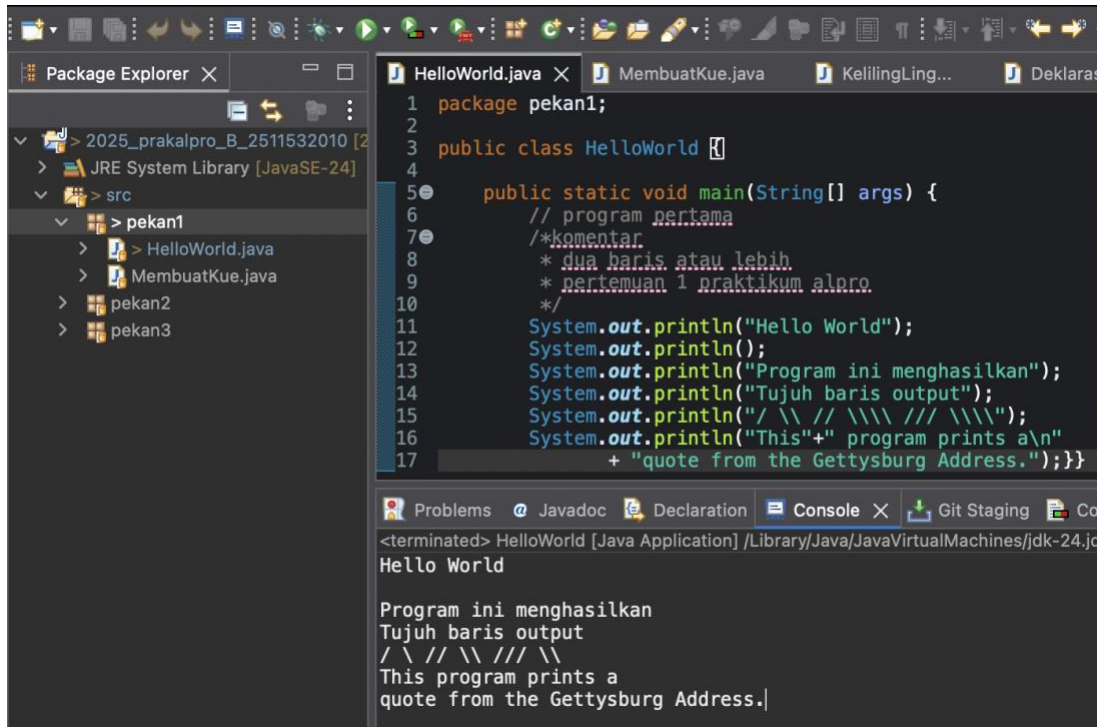 Package Explorer
> 2025_prakalpro_B_2511532010 [2
JRE System Library [JavaSE-24]
> src
> pekan1
> HelloWorld.java
MembuatKue.java
pekan2
pekan3
HelloWorld.java MembuatKue.java KelilingLing... Deklaras
1 package pekan1;
2
3 public class HelloWorld {
4
5 public static void main(String[] args) {
6 // program pertama
7 /*komentar
8 * dua baris atau lebih
9 * pertemuan 1 praktikum alpro
10 */
11 System.out.println("Hello World");
12 System.out.println();
13 System.out.println("Program ini menghasilkan");
14 System.out.println("Tujuh baris output");
15 System.out.println("/ \\ // \\\\ /// \\\\");
16 System.out.println("This"+" program prints a\n"
17 + "quote from the Gettysburg Address.");}}
Problems @ Javadoc Declaration Console Git Staging Co
<terminated> HelloWorld [Java Application] /Library/Java/JavaVirtualMachines/jdk-24.jd
Hello World
Program ini menghasilkan
Tujuh baris output
/ \ // \\ /// \\
This program prints a
quote from the Gettysburg Address.